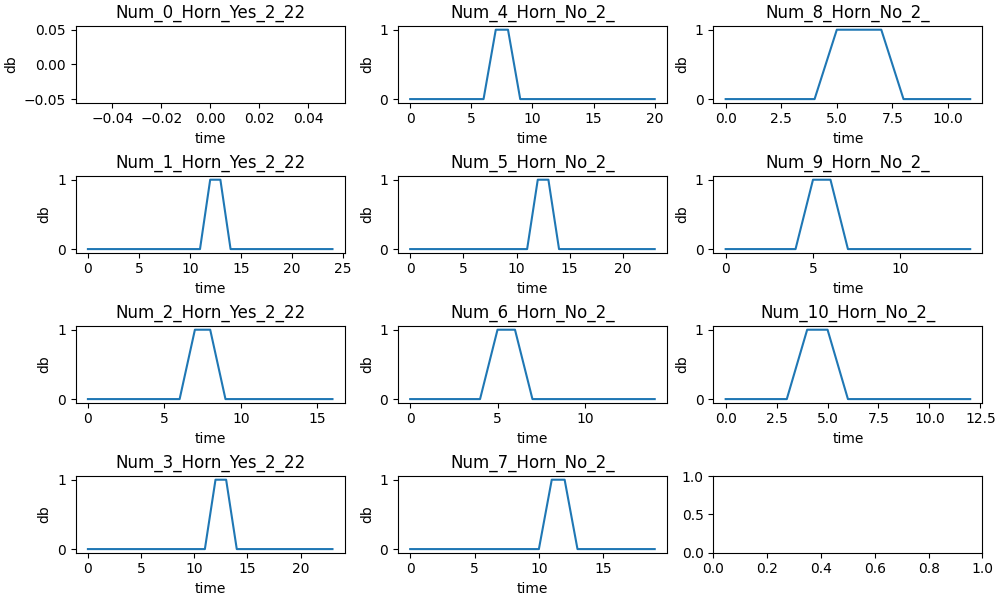 Num_0_Horn_Yes_2_22
Num_4_Horn_No_2_
Num_8_Horn_No_2_
0.05
0.00
−0.05
db
−0.04 −0.02 0.00 0.02 0.04
time
1
0
db
0 5 10 15 20
time
1
0
db
0.0 2.5 5.0 7.5 10.0
time
Num_1_Horn_Yes_2_22
Num_5_Horn_No_2_
Num_9_Horn_No_2_
1
0
db
0 5 10 15 20 25
time
1
0
db
0 5 10 15 20
time
1
0
db
0 5 10
time
Num_2_Horn_Yes_2_22
Num_6_Horn_No_2_
Num_10_Horn_No_2_
1
0
db
0 5 10 15
time
1
0
db
0 5 10
time
1
0
db
0.0 2.5 5.0 7.5 10.0 12.5
time
Num_3_Horn_Yes_2_22
Num_7_Horn_No_2_
1
0
db
0 5 10 15 20
time
1
0
db
0 5 10 15
time
1.0
0.5
0.0
0.0 0.2 0.4 0.6 0.8 1.0